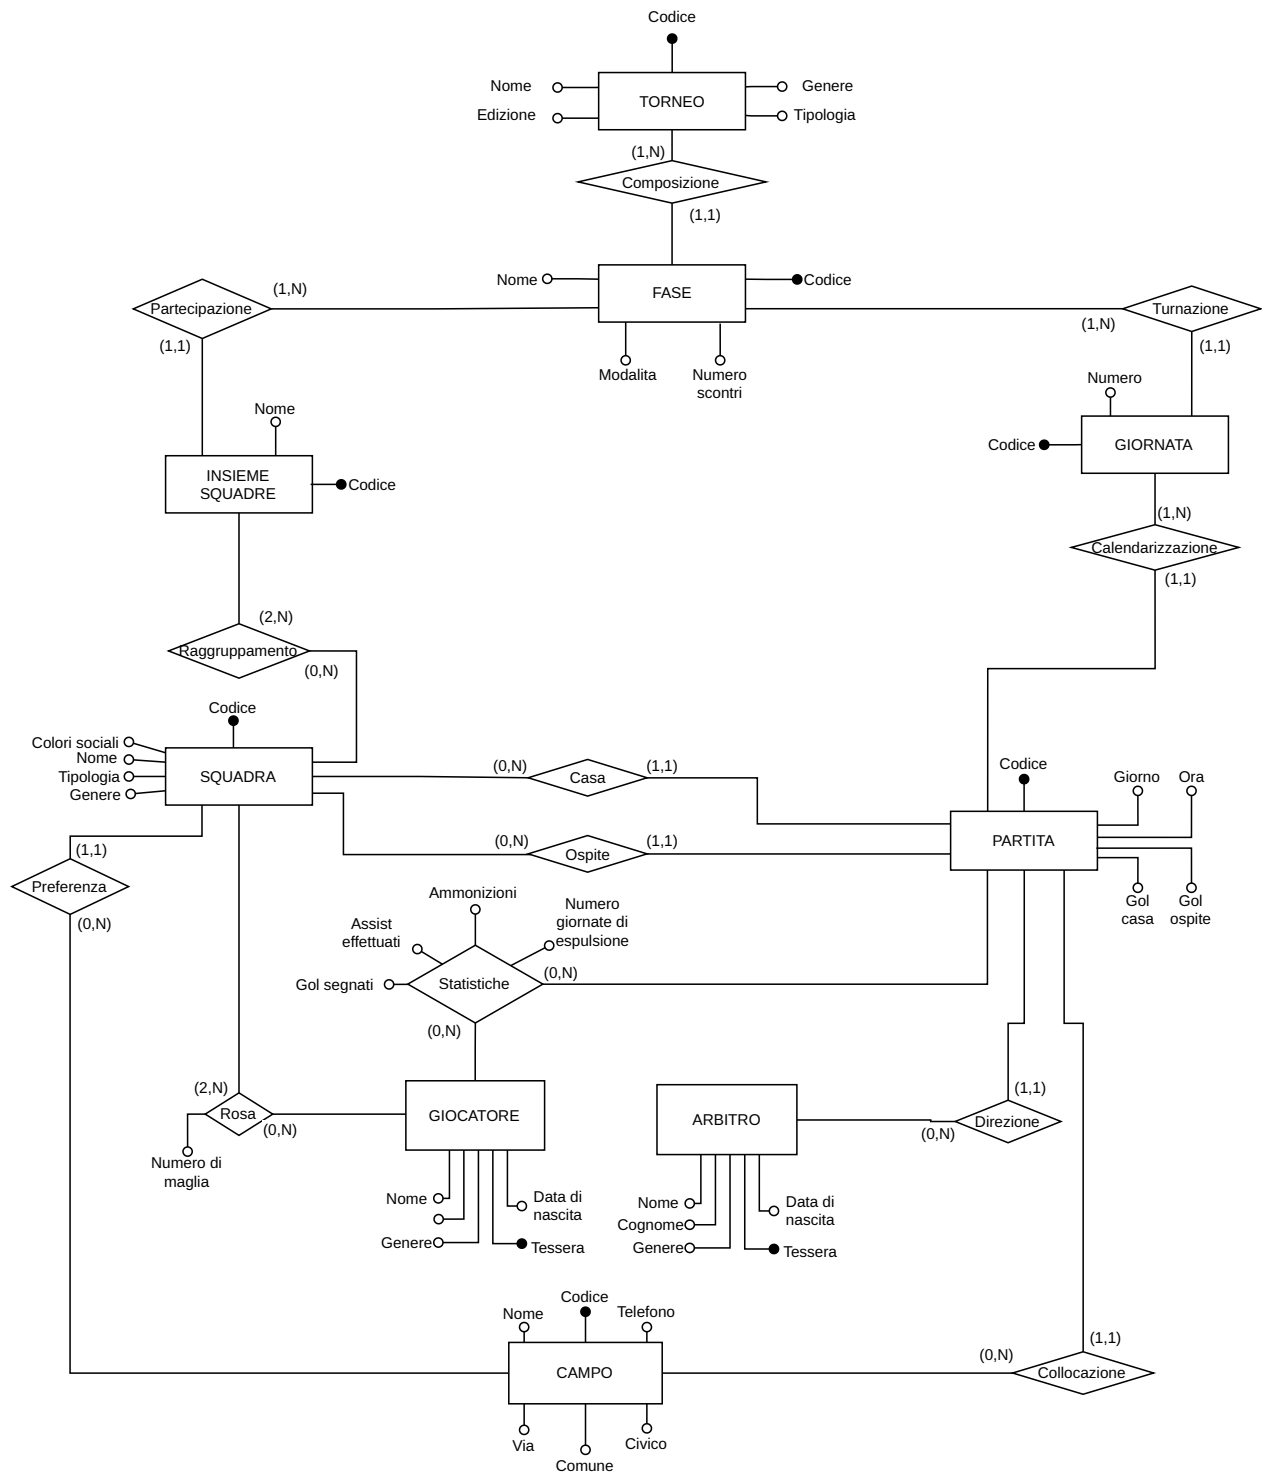 Codice
Nome
Genere
TORNEO
Edizione
Tipologia
(1,N)
Composizione
(1,1)
Nome
FASE
Codice
(1,N)
Partecipazione
(1,1)
Turnazione
(1,N)
(1,1)
Modalita
Numero
scontri
Numero
Codice
GIORNATA
Nome
INSIEME
SQUADRE
Codice
(1,N)
Calendarizzazione
(1,1)
(2,N)
Raggruppamento
(0,N)
Codice
Colori sociali
Nome
Tipologia
Genere
SQUADRA
(0,N)
Casa
(1,1)
(0,N)
Ospite
(1,1)
Codice
Giorno
Ora
PARTITA
Gol
casa
Gol
ospite
(1,1)
Preferenza
(0,N)
Ammonizioni
Assist
effettuati
Numero
giornate di
espulsione
Gol segnati
Statistiche
(0,N)
(0,N)
(2,N)
Rosa
(0,N)
Numero di
maglia
GIOCATORE
ARBITRO
(1,1)
Direzione
(0,N)
Nome
Genere
Data di
nascita
Tessera
Nome
Cognome
Genere
Data di
nascita
Tessera
Nome
Codice
Telefono
CAMPO
(0,N)
(1,1)
Collocazione
Via
Comune
Civico